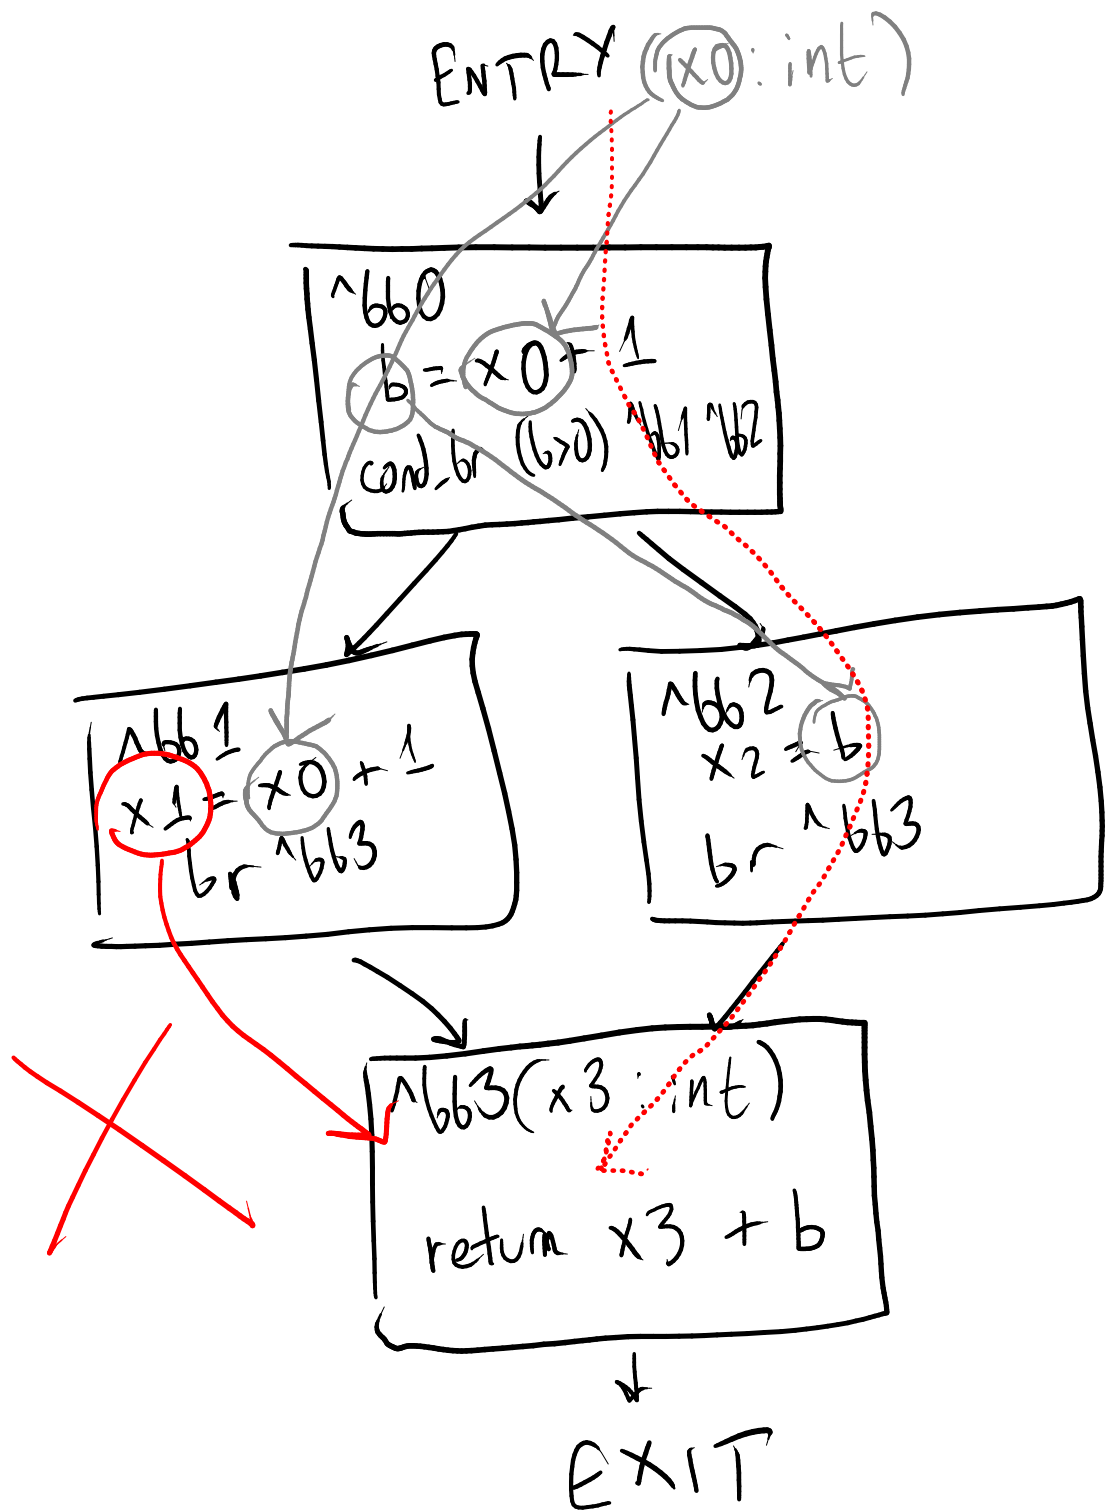 ENTRY (x0: int)
^bb0
b = x0 + 1
cond_br (b>0) ^bb1 ^bb2
^bb1
x1 = x0 + 1
br ^bb3
^bb2
x2 = b
br ^bb3
^bb3(x3: int)
return x3 + b
EXIT